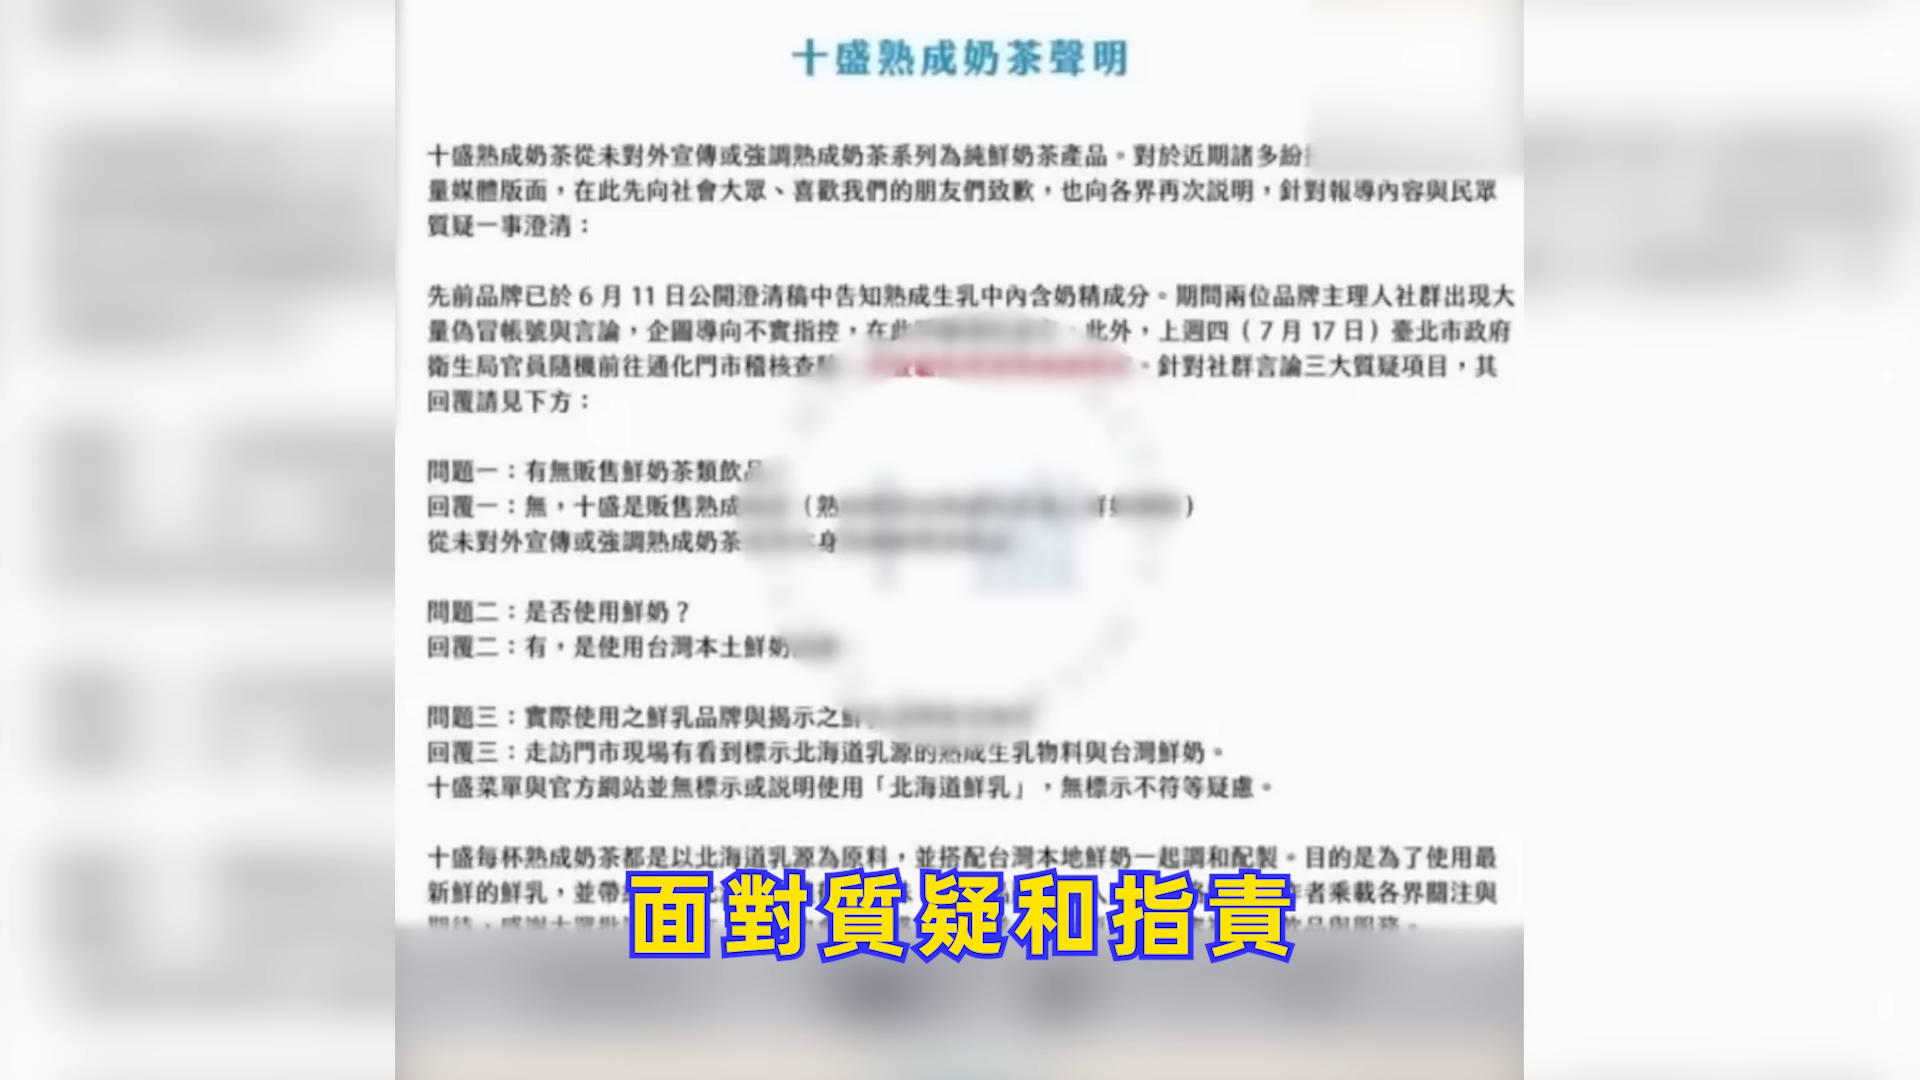 十盛熟成奶茶聲明
十盛熟成奶茶從未對外宣傳或強調熟成奶茶系列為純鮮奶茶產品。對於近期諸多紛
量媒體版面，在此先向社會大眾、喜歡我們的朋友們致歉，也向各界再次說明，針對報導內容與民眾
質疑一事澄清：
先前品牌已於 6 月 11 日公開澄清稿中告知熟成生乳中內含奶精成分。期間兩位品牌主理人社群出現大
量偽冒帳號與言論，企圖導向不實指控，在此 此外，上週四（ 7 月 17 日）臺北市政府
衛生局官員隨機前往通化門市稽核查 。針對社群言論三大質疑項目，其
回覆請見下方：
問題一：有無販售鮮奶茶類飲品
回覆一：無，十盛是販售熟成 （熟 ）
從未對外宣傳或強調熟成奶茶 身
問題二：是否使用鮮奶？
回覆二：有，是使用台灣本土鮮奶
問題三：實際使用之鮮乳品牌與揭示之鮮
回覆三：走訪門市現場有看到標示北海道乳源的熟成生乳物料與台灣鮮奶。
十盛菜單與官方網站並無標示或說明使用「北海道鮮乳」，無標示不符等疑慮。
十盛每杯熟成奶茶都是以北海道乳源為原料，並搭配台灣本地鮮奶一起調和配製。目的是為了使用最
新鮮的鮮乳，並帶 者乘載各界關注與
面對質疑和指責